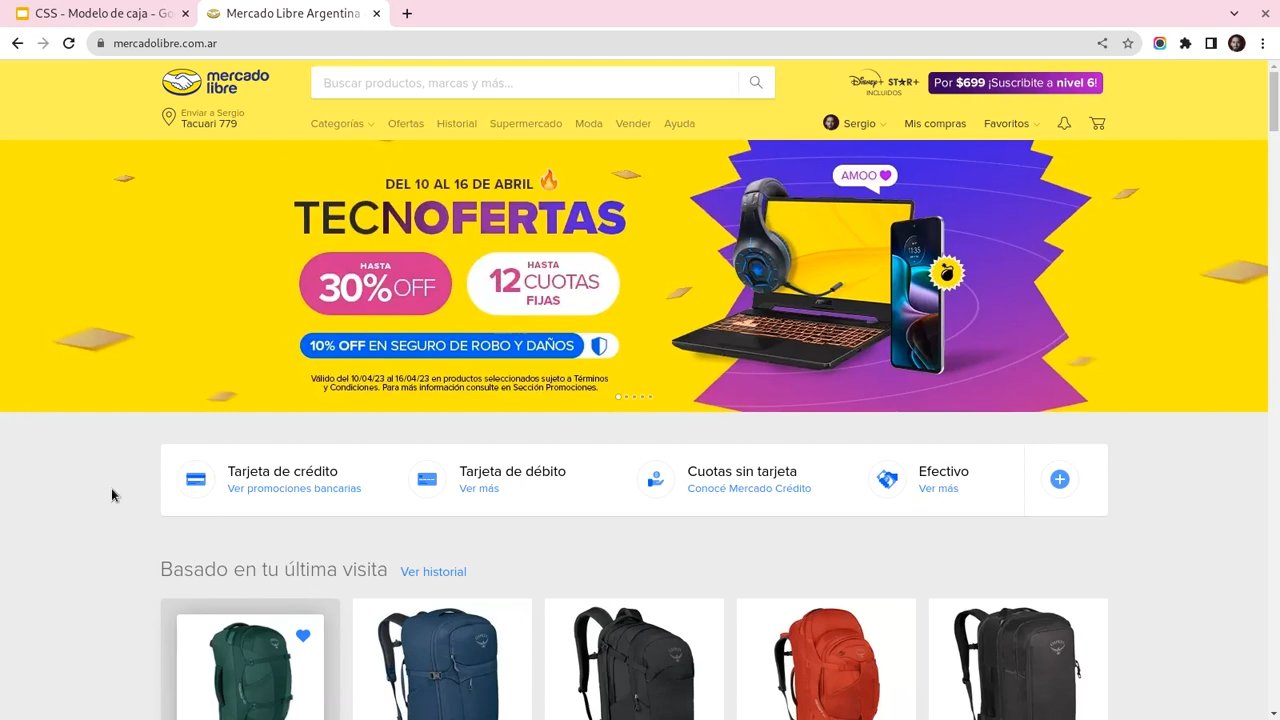 CSS - Modelo de caja - Go
Mercado Libre Argentina
mercadolibre.com.ar
mercado
libre
Buscar productos, marcas y más...
Disney+ STAR+
INCLUIDOS
Por $699 ¡Suscribite a nivel 6!
Enviar a Sergio
Tacuari 779
Categorías
Ofertas
Historial
Supermercado
Moda
Vender
Ayuda
Sergio
Mis compras
Favoritos
DEL 10 AL 16 DE ABRIL
TECNOFERTAS
HASTA
30% OFF
HASTA
12 CUOTAS
FIJAS
10% OFF EN SEGURO DE ROBO Y DAÑOS
Válido del 10/04/23 al 16/04/23 en productos seleccionados sujeto a Términos
y Condiciones. Para más información consulte en Sección Promociones.
AMOO
Tarjeta de crédito
Ver promociones bancarias
Tarjeta de débito
Ver más
Cuotas sin tarjeta
Conocé Mercado Crédito
Efectivo
Ver más
Basado en tu última visita
Ver historial